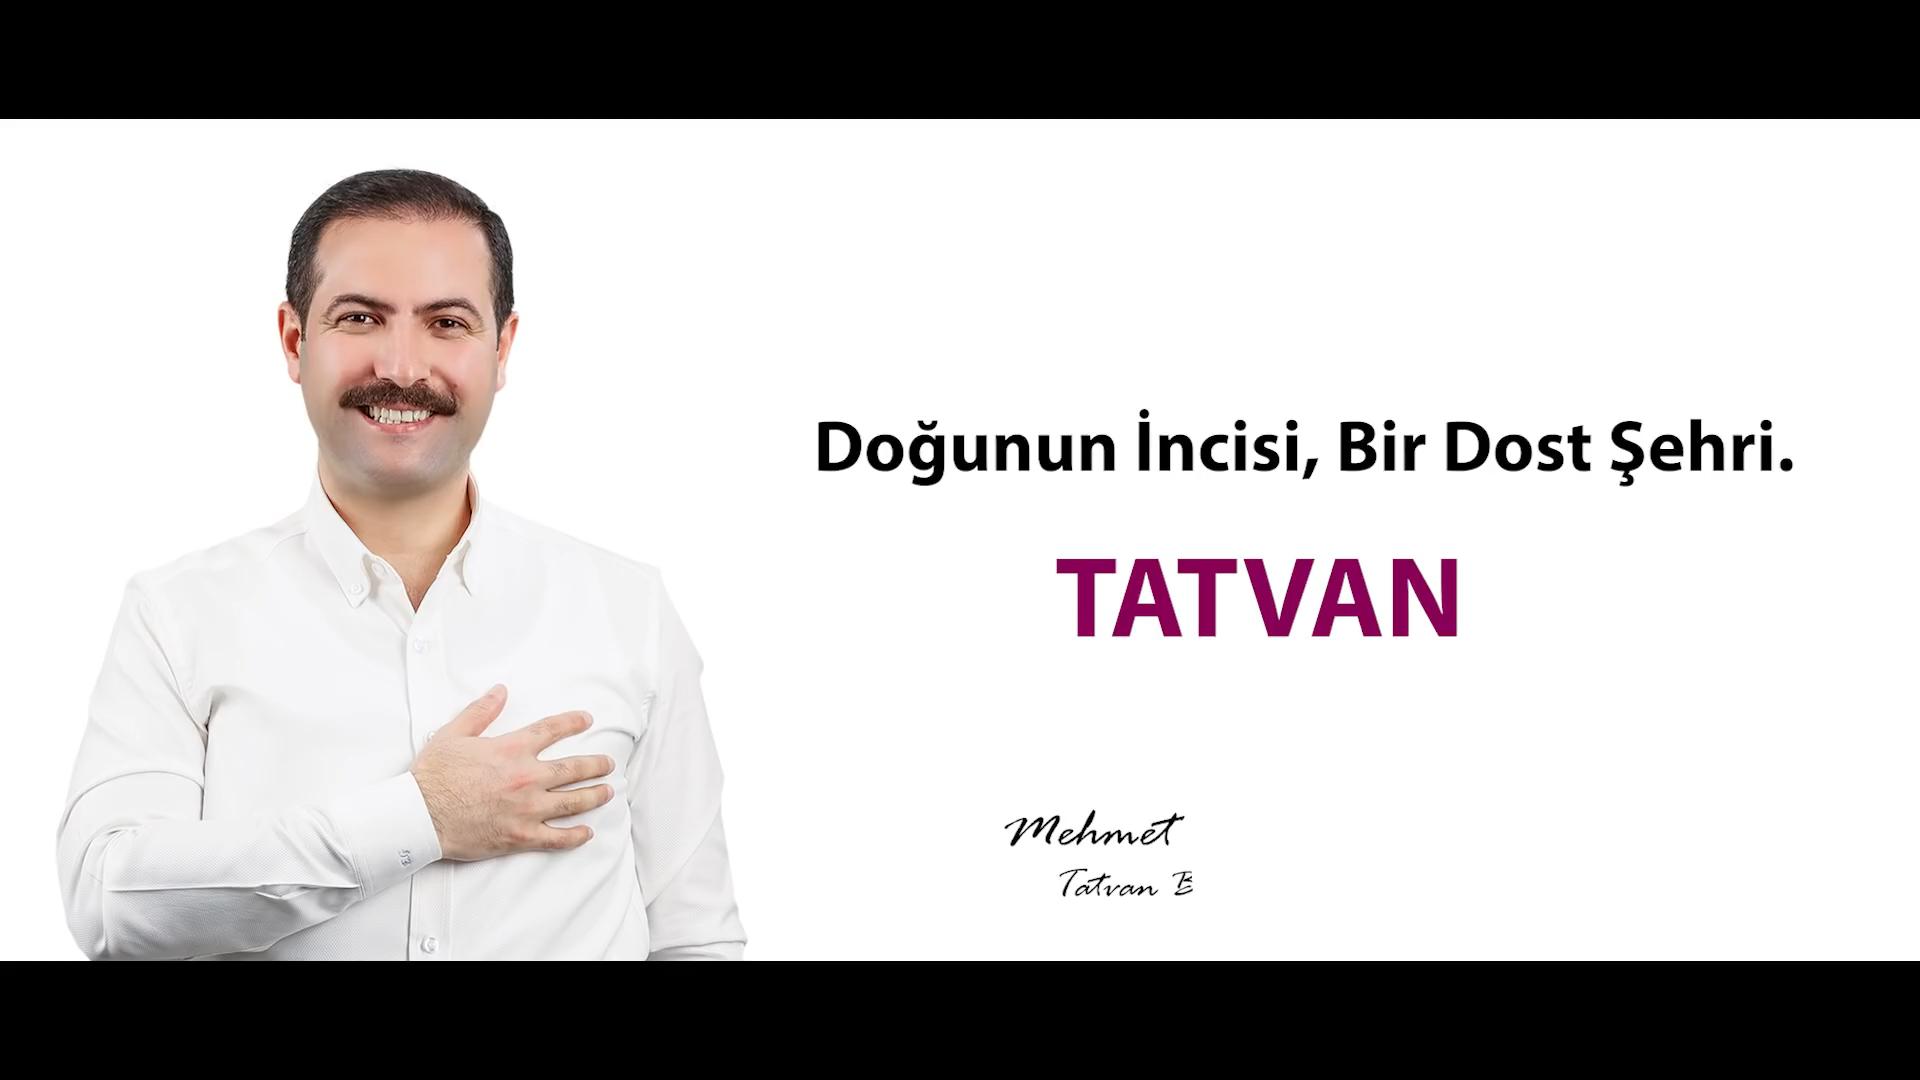 Doğunun İncisi, Bir Dost Şehri.
TATVAN
Mehmet
Tatvan